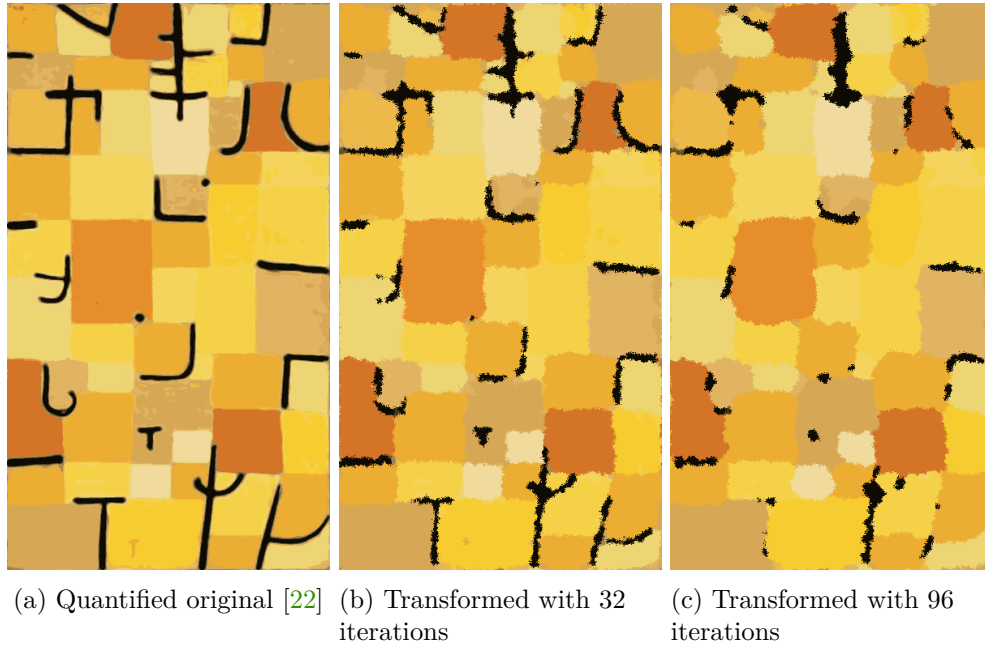 (a) Quantified original [22]
(b) Transformed with 32
iterations
(c) Transformed with 96
iterations